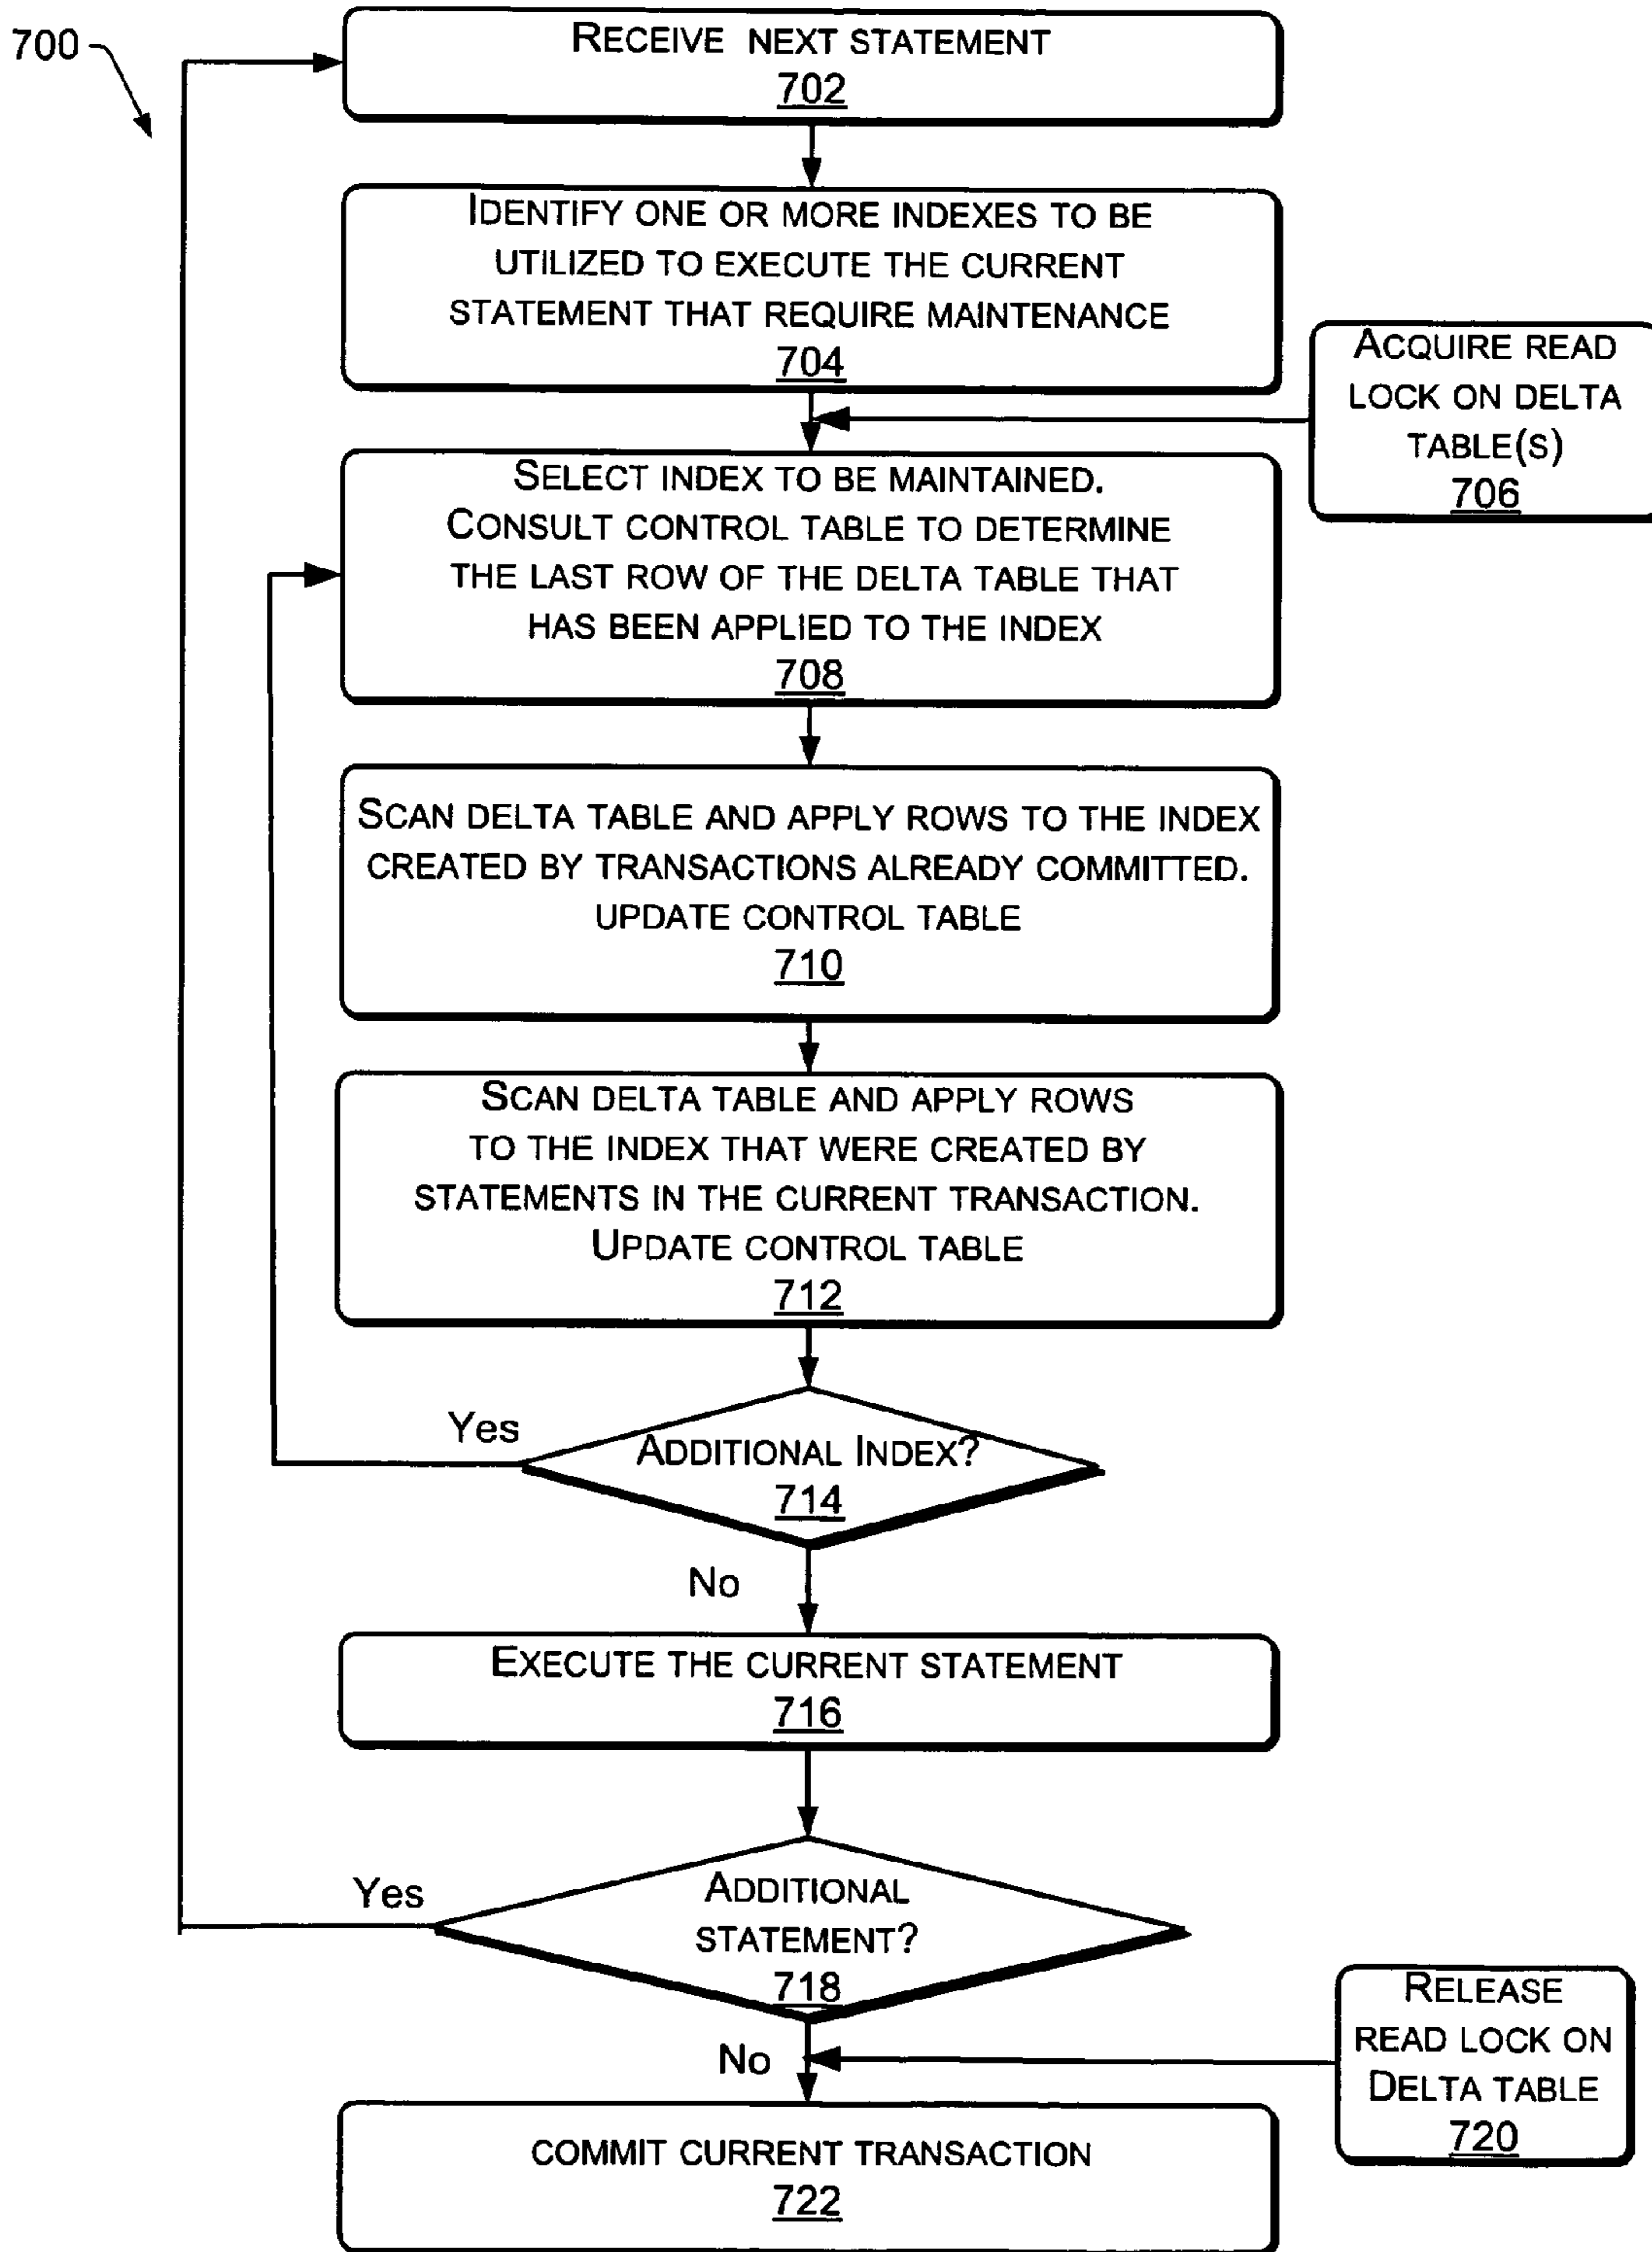 700
RECEIVE NEXT STATEMENT
702
IDENTIFY ONE OR MORE INDEXES TO BE
UTILIZED TO EXECUTE THE CURRENT
STATEMENT THAT REQUIRE MAINTENANCE
704
ACQUIRE READ
LOCK ON DELTA
TABLE(S)
706
SELECT INDEX TO BE MAINTAINED.
CONSULT CONTROL TABLE TO DETERMINE
THE LAST ROW OF THE DELTA TABLE THAT
HAS BEEN APPLIED TO THE INDEX
708
SCAN DELTA TABLE AND APPLY ROWS TO THE INDEX
CREATED BY TRANSACTIONS ALREADY COMMITTED.
UPDATE CONTROL TABLE
710
SCAN DELTA TABLE AND APPLY ROWS
TO THE INDEX THAT WERE CREATED BY
STATEMENTS IN THE CURRENT TRANSACTION.
UPDATE CONTROL TABLE
712
Yes
ADDITIONAL INDEX?
714
No
EXECUTE THE CURRENT STATEMENT
716
Yes
ADDITIONAL
STATEMENT?
718
No
RELEASE
READ LOCK ON
DELTA TABLE
720
COMMIT CURRENT TRANSACTION
722